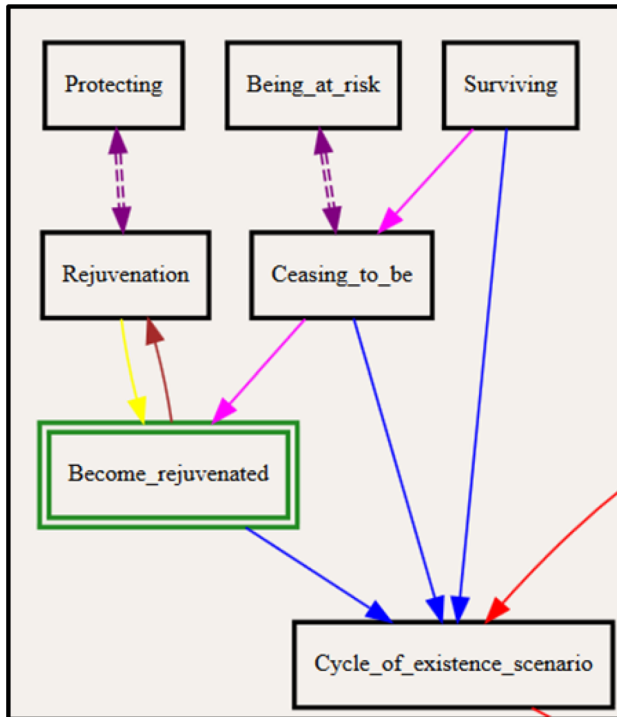 Protecting
Being_at_risk
Surviving
Rejuvenation
Ceasing_to_be
Become_rejuvenated
Cycle_of_existence_scenario